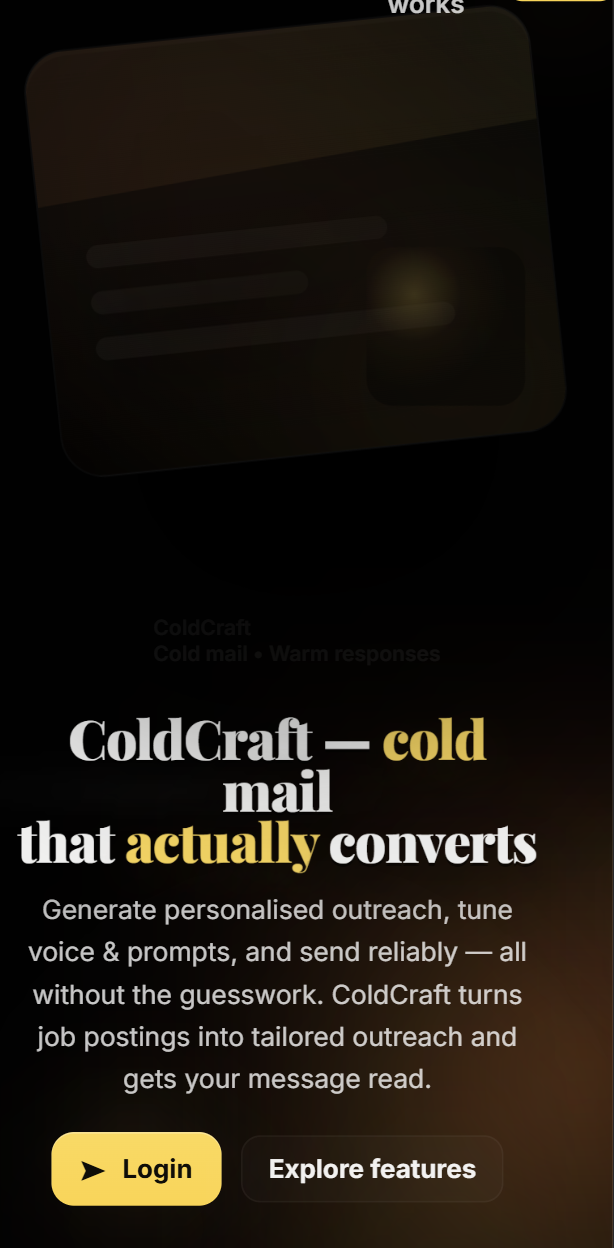 works
ColdCraft
Cold mail • Warm responses
ColdCraft — cold
mail
that actually converts
Generate personalised outreach, tune
voice & prompts, and send reliably — all
without the guesswork. ColdCraft turns
job postings into tailored outreach and
gets your message read.
Login
Explore features